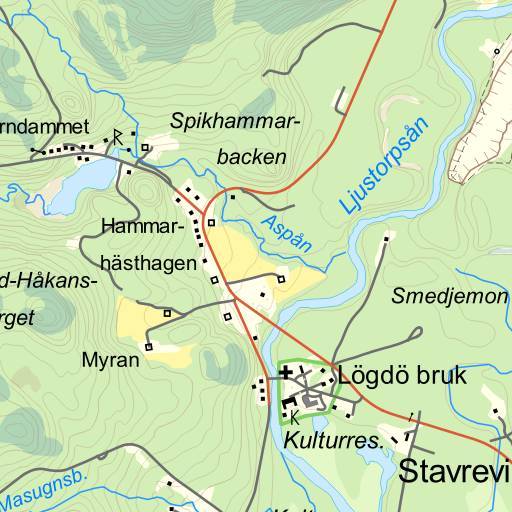 rndammet
Spikhammar-
backen
Ljustorpsån
Aspån
Hammar-
hästhagen
d-Håkans-
rget
Smedjemon
Myran
Lögdö bruk
K
Kulturres.
Stavrevi
Masugnsb.